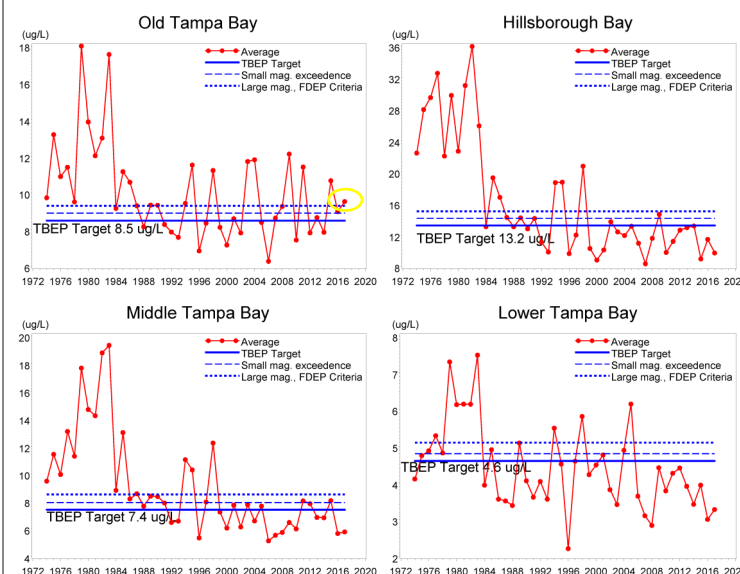 Old Tampa Bay
(ug/L)
18
16
14
12
10
8
6
1972 1976 1980 1984 1988 1992 1996 2000 2004 2008 2012 2016 2020
Average
TBEP Target
Small mag. exceedence
Large mag., FDEP Criteria
TBEP Target 8.5 ug/L
Hillsborough Bay
(ug/L)
36
32
28
24
20
16
12
8
1972 1976 1980 1984 1988 1992 1996 2000 2004 2008 2012 2016 202
Average
TBEP Target
Small mag. exceedence
Large mag., FDEP Criteria
TBEP Target 13.2 ug/L
Middle Tampa Bay
(ug/L)
20
18
16
14
12
10
8
6
4
1972 1976 1980 1984 1988 1992 1996 2000 2004 2008 2012 2016 2020
Average
TBEP Target
Small mag. exceedence
Large mag., FDEP Criteria
TBEP Target 7.4 ug/L
Lower Tampa Bay
(ug/L)
8
7
6
5
4
3
2
1972 1976 1980 1984 1988 1992 1996 2000 2004 2008 2012 2016 202
Average
TBEP Target
Small mag. exceedence
Large mag., FDEP Criteria
TBEP Target 4.6 ug/L